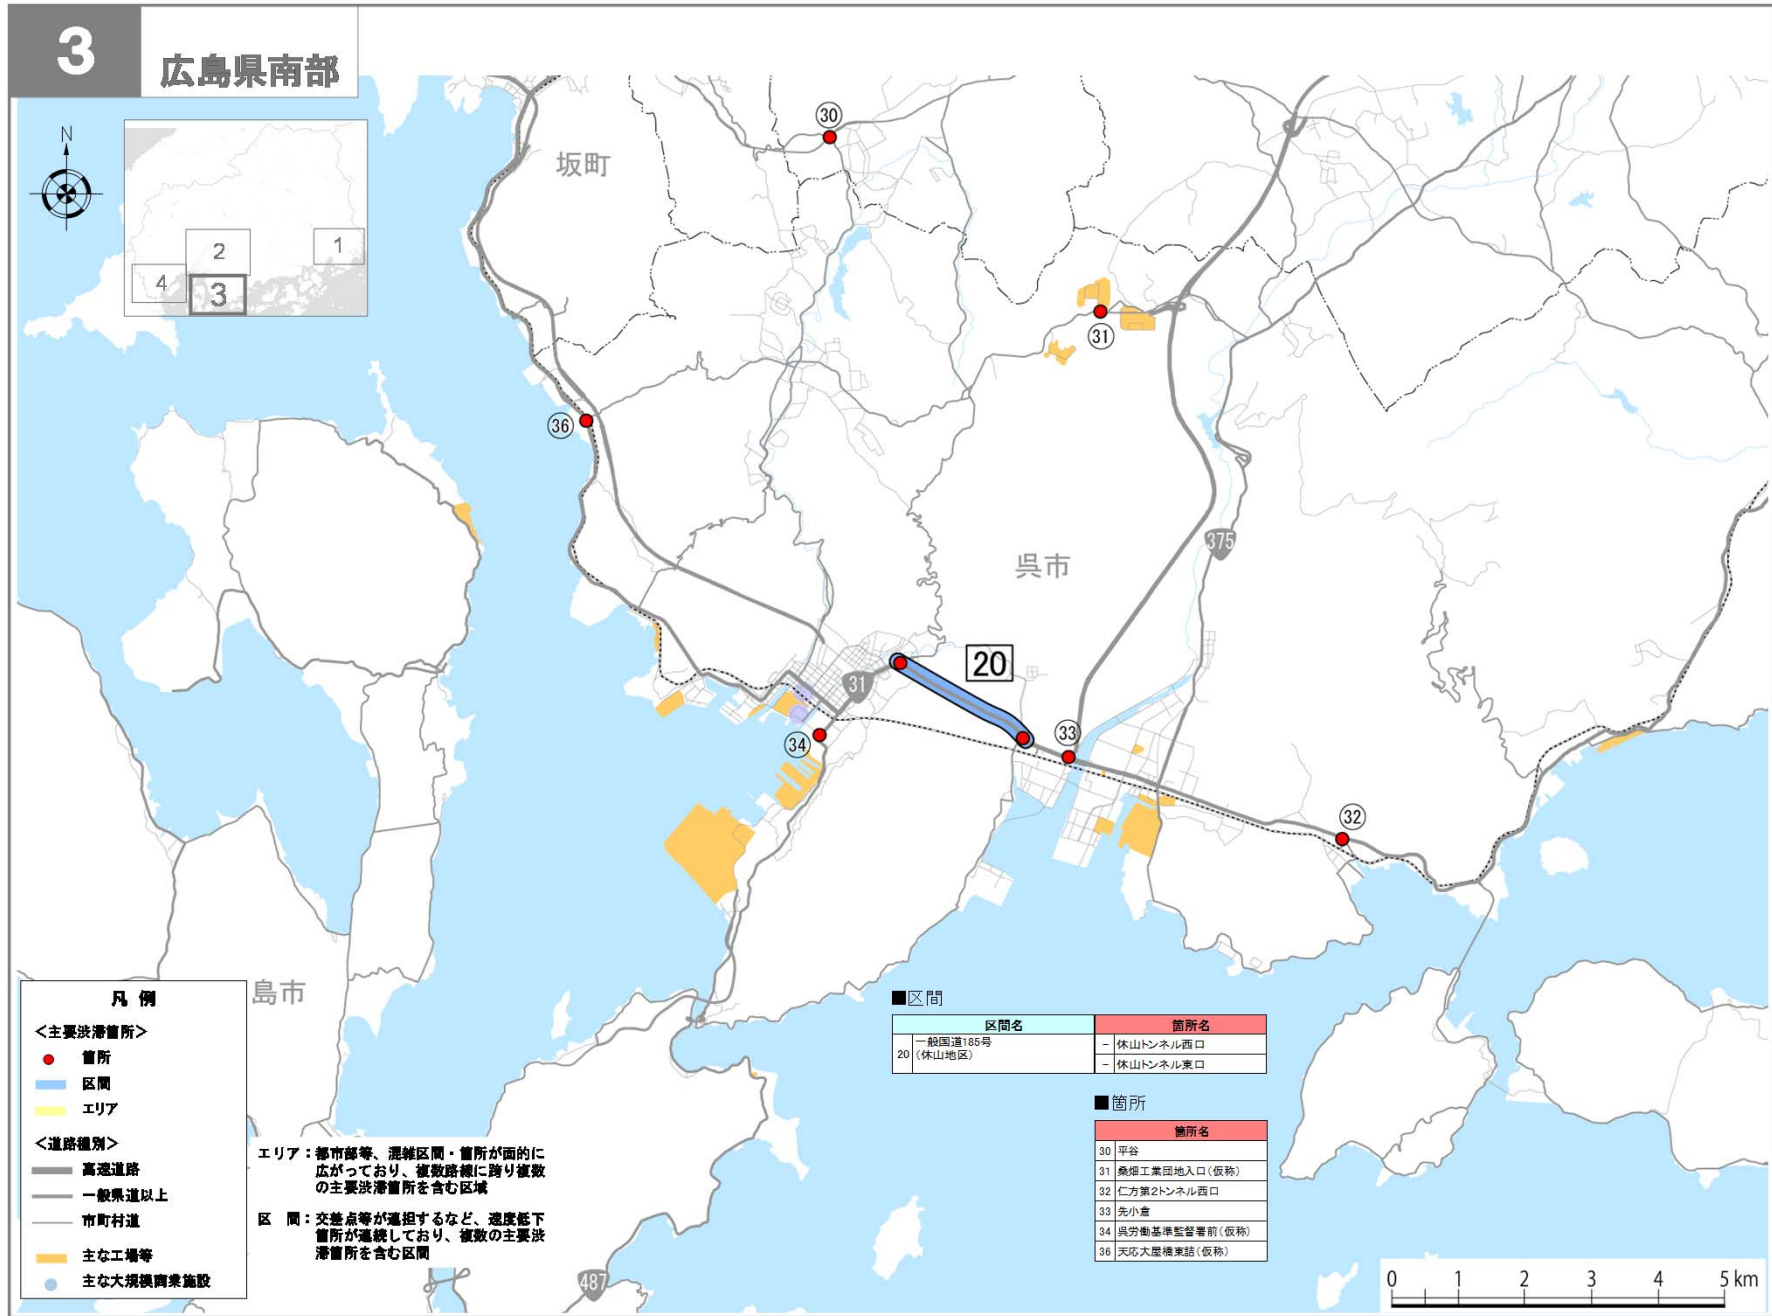 3
広島県南部
N
1
2
3
4
坂町
呉市
島市
30
31
36
20
33
34
32
31
375
487
凡 例
＜主要渋滞箇所＞
箇所
区間
エリア
＜道路種別＞
高速道路
一般県道以上
市町村道
主な工場等
主な大規模商業施設
エリア：都市部等、混雑区間・箇所が面的に
広がっており、複数路線に跨り複数
の主要渋滞箇所を含む区域
区 間：交差点等が連担するなど、速度低下
箇所が連続しており、複数の主要渋
滞箇所を含む区間
■区間
区間名 箇所名
20 一般国道185号
（休山地区）
- 休山トンネル西口
- 休山トンネル東口
■箇所
箇所名
30 平谷
31 桑畑工業団地入口（仮称）
32 仁方第2トンネル西口
33 先小倉
34 呉労働基準監督署前（仮称）
36 天応大屋橋東詰（仮称）
0 1 2 3 4 5 km